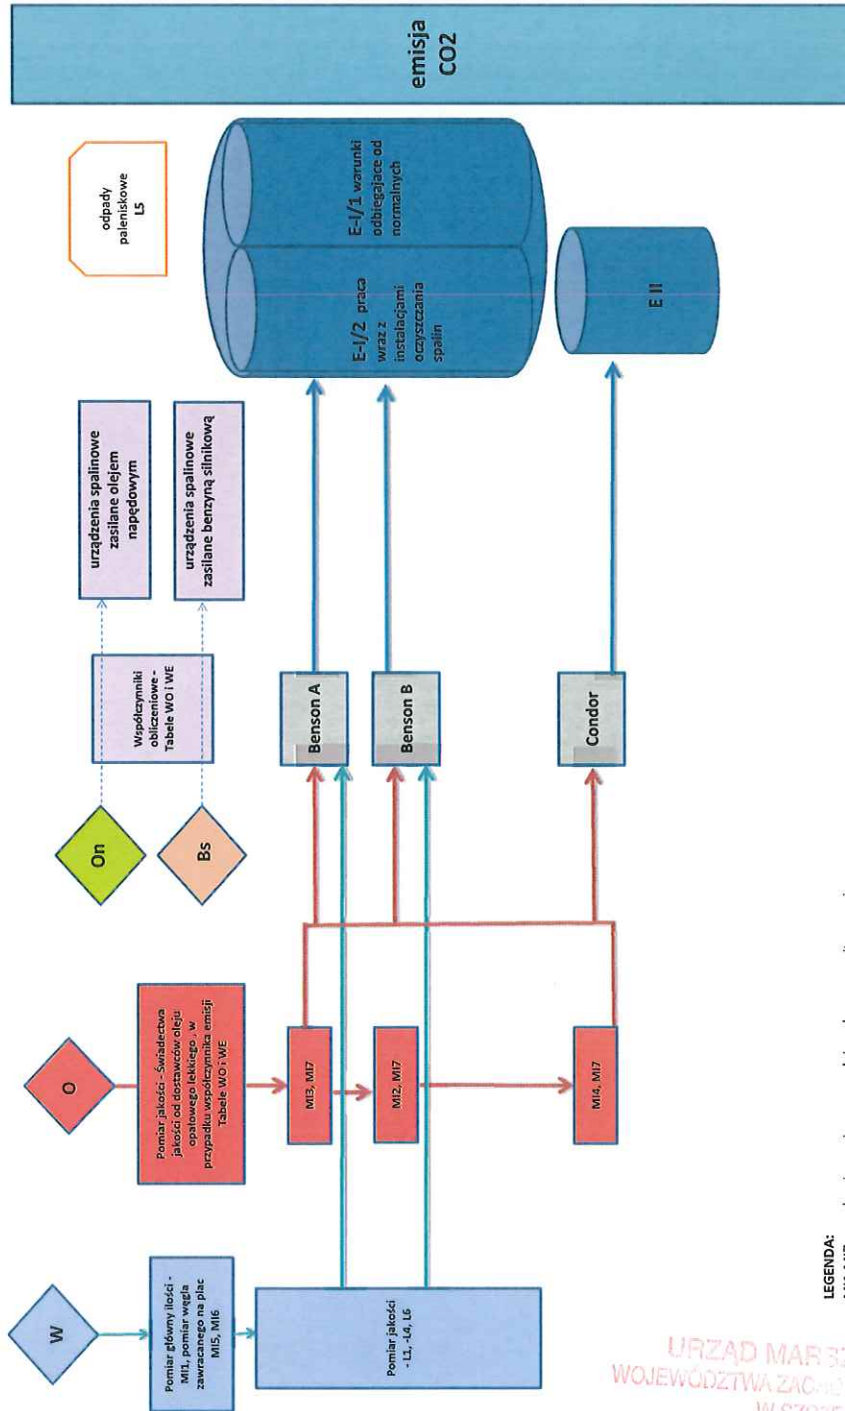 W
Pomiar główny ilości -
MI1, pomiar węgla
zawracanego na plac
MI5, MI6
Pomiar jakości
- L1, -L4, L6
O
Pomiar jakości - Świadectwa
jakości od dostawców oleju
opałowego lekkiego , w
przypadku współczynnika emisji
Tabele WO i WE
MI3, MI7
MI2, MI7
MI4, MI7
On
Bs
Współczynniki
obliczeniowe -
Tabele WO i WE
urządzenia spalinowe
zasilane olejem
napędowym
urządzenia spalinowe
zasilane benzyną silnikową
Benson A
Benson B
Condor
odpady
paleniskowe
L5
E-I/2 praca
wraz z
instalacjami
oczyszczania
spalin
E-I/1 warunki
odbiegające od
normalnych
E II
emisja
CO2
LEGENDA:
URZĄD MAR
WOJEWÓDZTWA